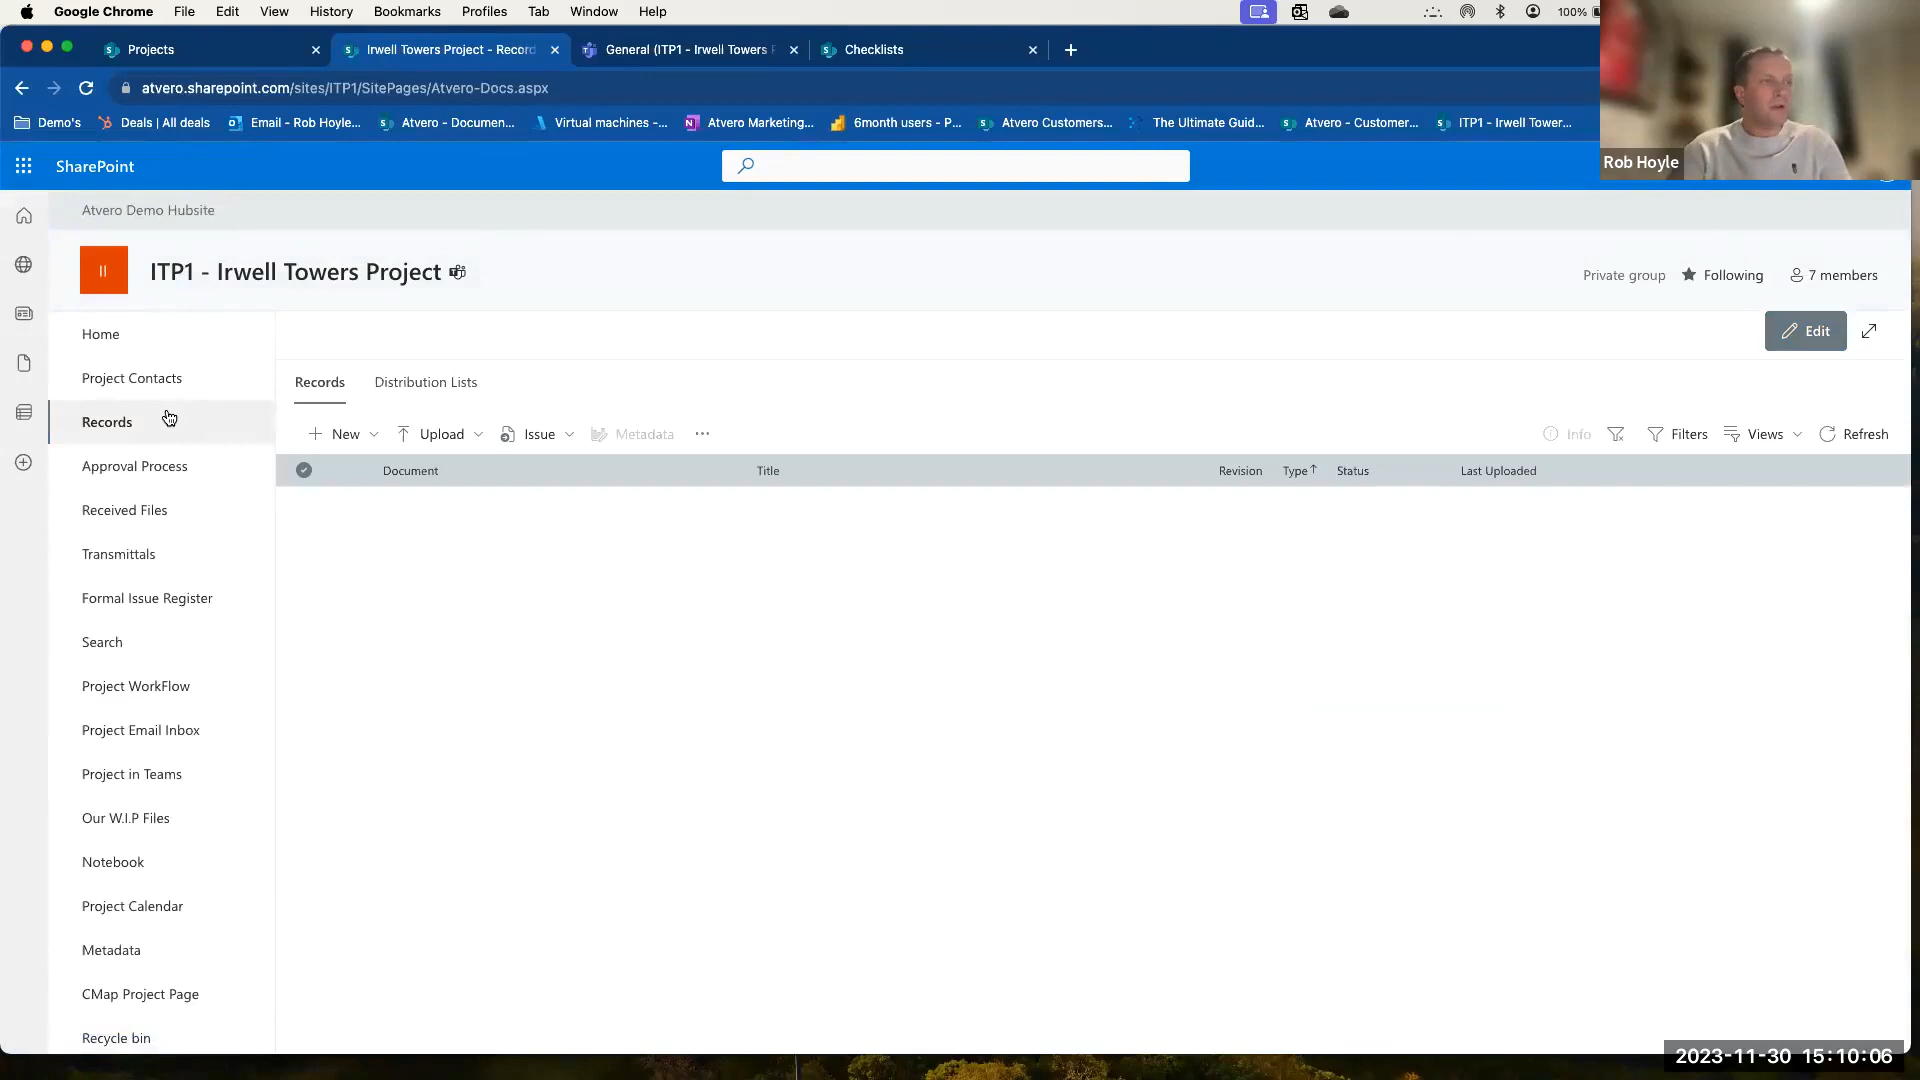 Google Chrome File Edit View History Bookmarks Profiles Tab Window Help 100%
Projects Irwell Towers Project - Record General (ITP1 - Irwell Towers P Checklists
atvero.sharepoint.com/sites/ITP1/SitePages/Atvero-Docs.aspx
Demo's Deals | All deals Email - Rob Hoyle... Atvero - Documen... Virtual machines -... Atvero Marketing... 6month users - P... Atvero Customers... The Ultimate Guid... Atvero - Customer... ITP1 - Irwell Tower...
Rob Hoyle
SharePoint
Atvero Demo Hubsite
II ITP1 - Irwell Towers Project
Private group Following 7 members
Home
Edit
Project Contacts
Records Distribution Lists
Records
New Upload Issue Metadata ... Info Filters Views Refresh
Document Title Revision Type Status Last Uploaded
Approval Process
Received Files
Transmittals
Formal Issue Register
Search
Project WorkFlow
Project Email Inbox
Project in Teams
Our W.I.P Files
Notebook
Project Calendar
Metadata
CMap Project Page
Recycle bin
2023-11-30 15:10:06